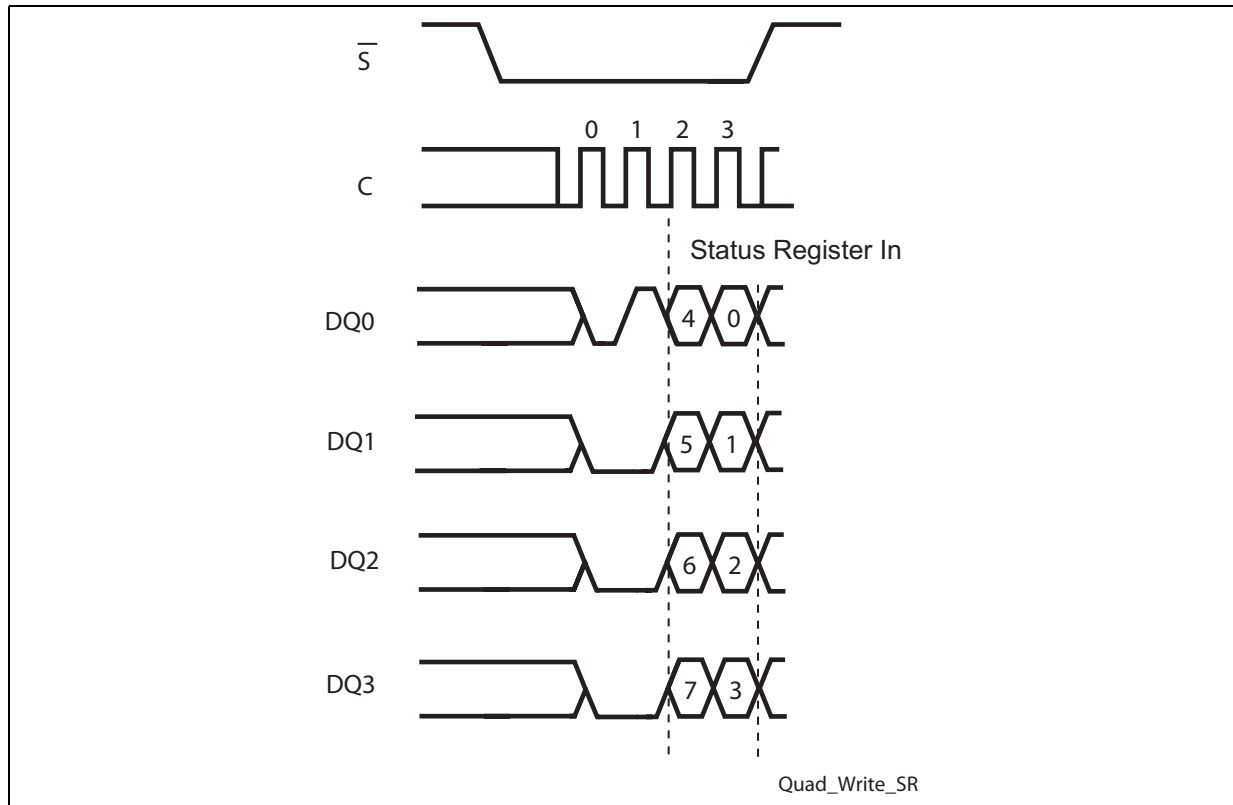 S̅
0 1 2 3
C
Status Register In
DQ0 4 0
DQ1 5 1
DQ2 6 2
DQ3 7 3
Quad_Write_SR